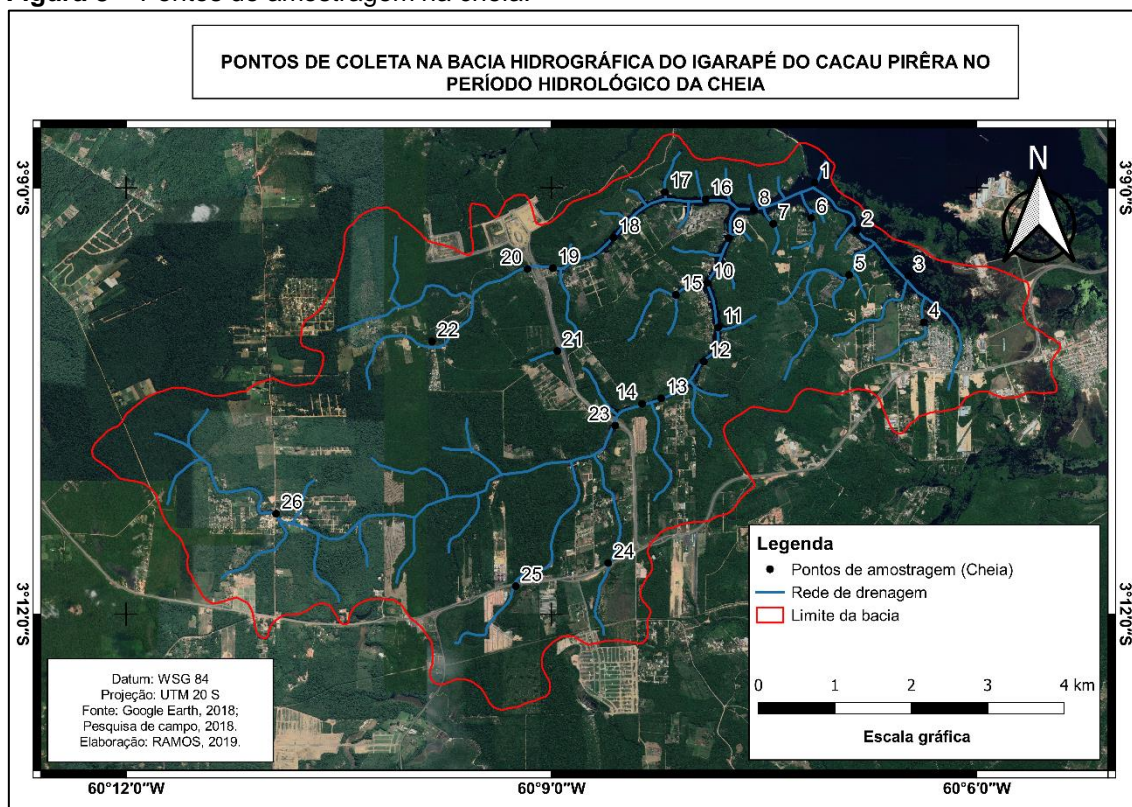 Figura 3 – Pontos de amostragem na cheia.
PONTOS DE COLETA NA BACIA HIDROGRÁFICA DO IGARAPÉ DO CACAU PIRÊRA NO
PERÍODO HIDROLÓGICO DA CHEIA
3°9'0"S
3°9'0"S
N
1
2
3
4
5
6
7
8
9
10
11
12
13
14
15
16
17
18
19
20
21
22
23
24
25
26
3°12'0"S
3°12'0"S
Legenda
Pontos de amostragem (Cheia)
Rede de drenagem
Limite da bacia
0 1 2 3 4 km
Escala gráfica
Datum: WSG 84
Projeção: UTM 20 S
Fonte: Google Earth, 2018;
Pesquisa de campo, 2018.
Elaboração: RAMOS, 2019.
60°12'0"W 60°9'0"W 60°6'0"W